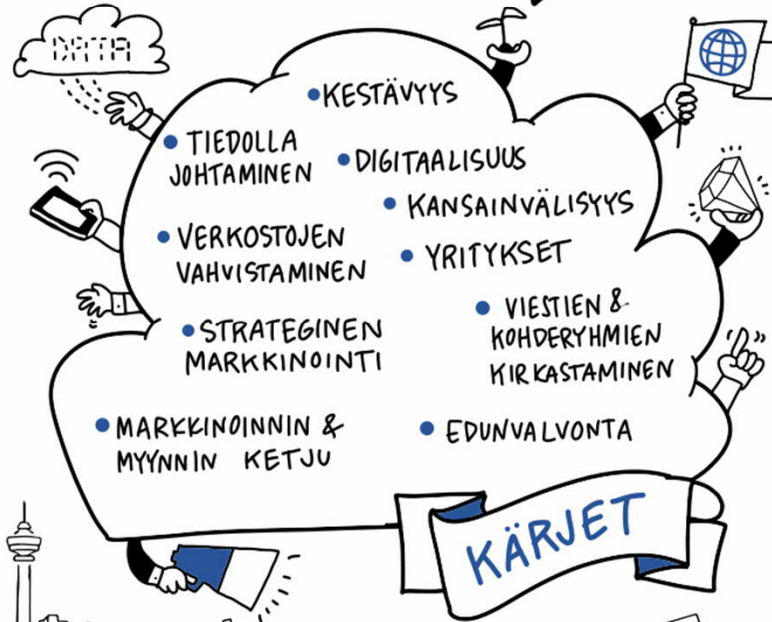 DATA
• KESTÄVYYS
• TIEDOLLA
JOHTAMINEN
• DIGITAALISUUS
• KANSAINVÄLISYYS
• VERKOSTOJEN
VAHVISTAMINEN
• YRITYKSET
• STRATEGINEN
MARKKINOINTI
• VIESTIEN &
KOHDERYHMIEN
KIRKASTAMINEN
• MARKKINOINNIN &
MYYNNIN KETJU
• EDUNVALVONTA
KÄRJET